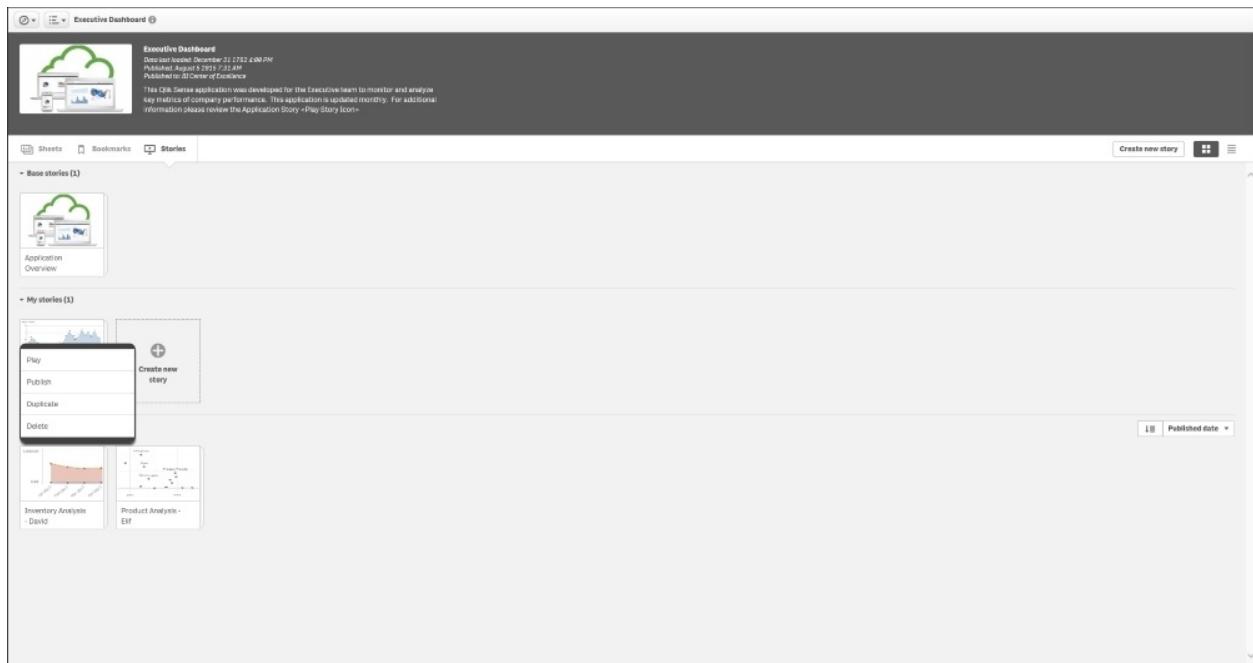 Executive Dashboard
Executive Dashboard
Data last loaded: December 31 1752 4:00 PM
Published: August 5 2015 7:31 AM
Published to: BI Center of Excellence
This Qlik Sense application was developed for the Executive team to monitor and analyze
key metrics of company performance. This application is updated monthly. For additional
information please review the Application Story <Play Story Icon>
Sheets Bookmarks Stories
Create new story
Base stories (1)
Application
Overview
My stories (1)
Create new
story
Play
Publish
Duplicate
Delete
Published date
Inventory Analysis
- David
Product Analysis -
Elif